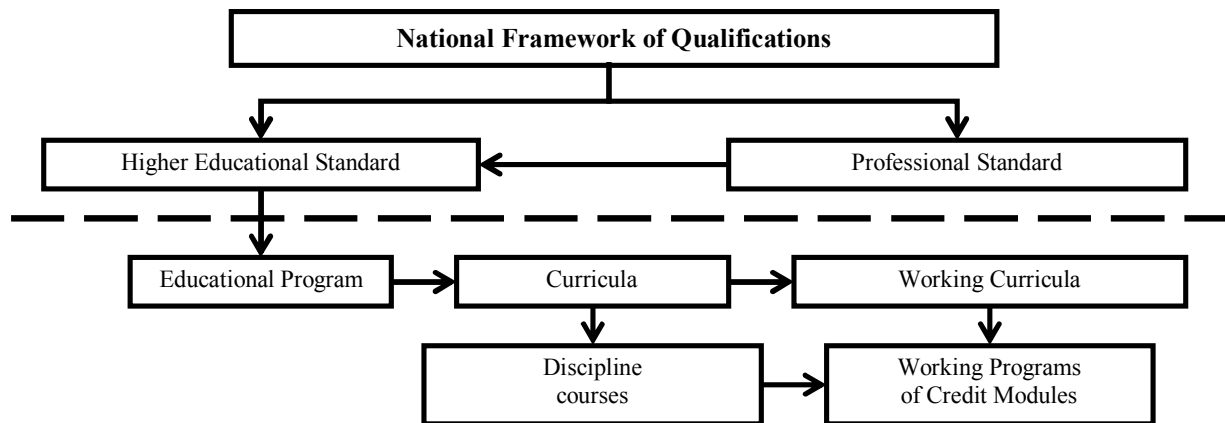 National Framework of Qualifications
Higher Educational Standard
Professional Standard
Educational Program
Curricula
Working Curricula
Discipline
courses
Working Programs
of Credit Modules